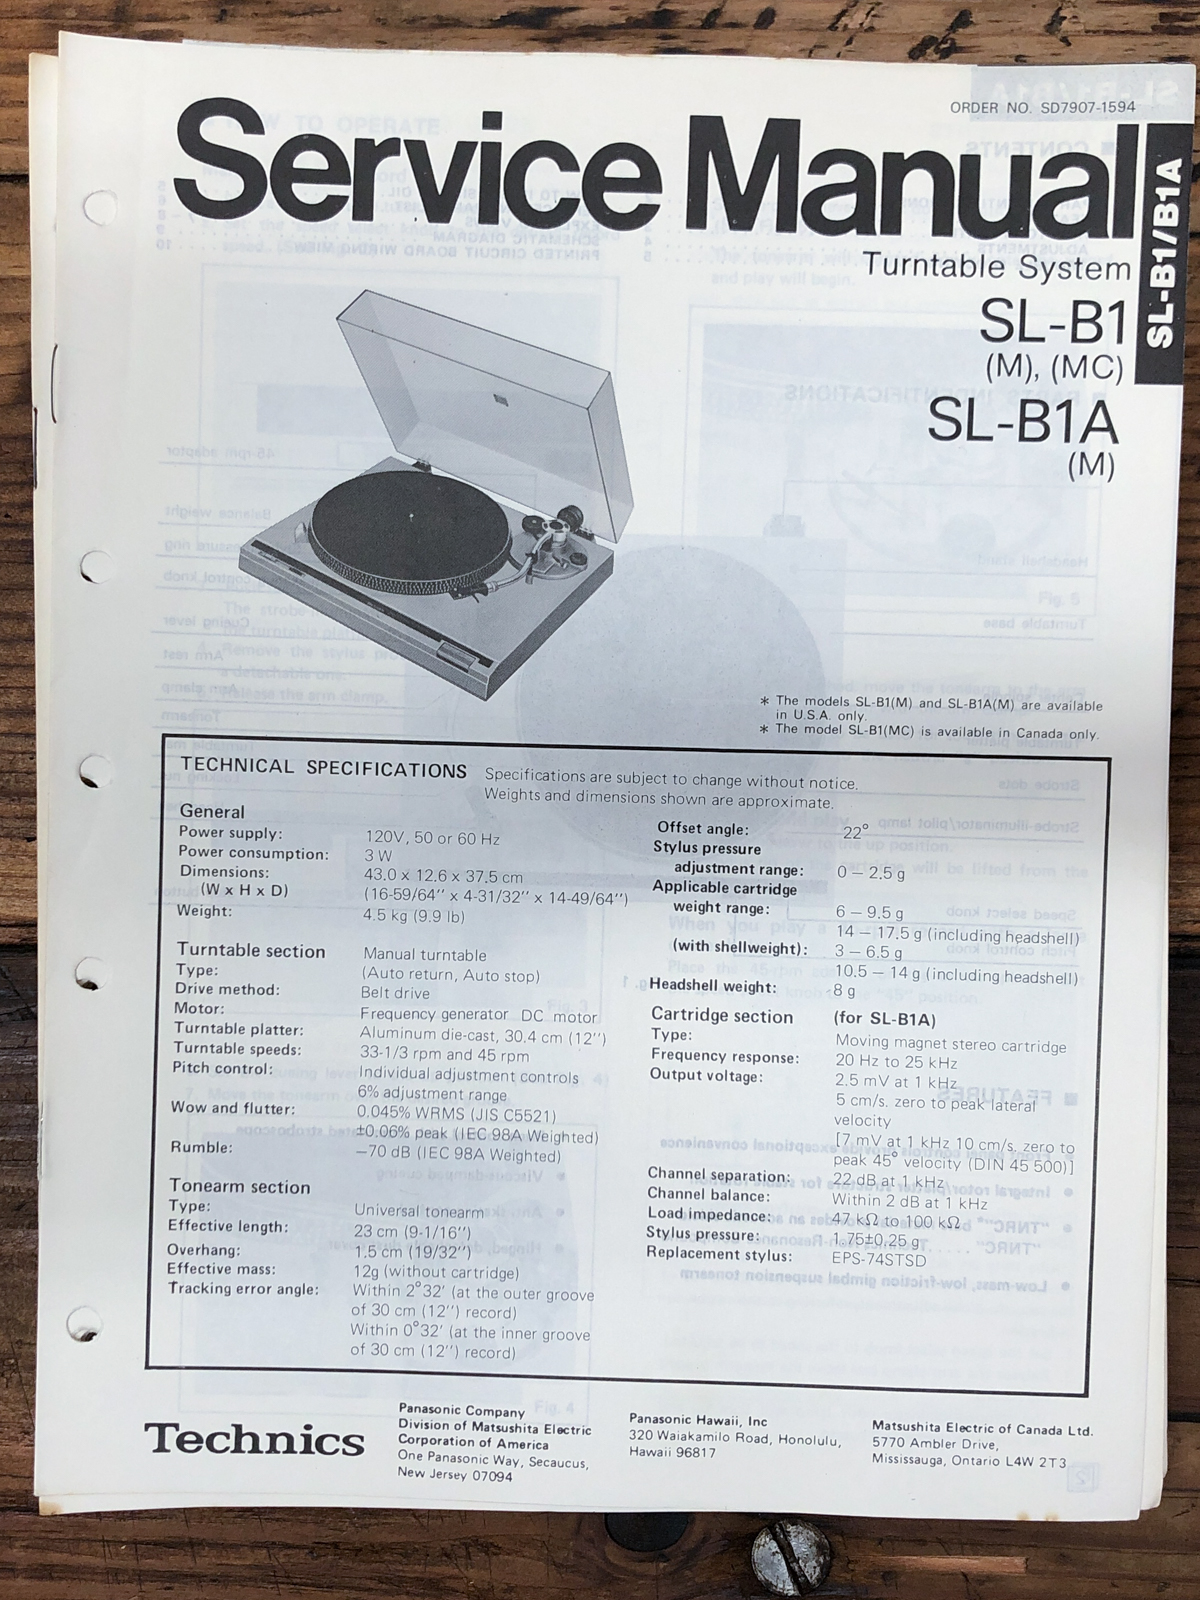 ORDER NO. SD7907-1594
Service Manual
SL-B1/B1A
Turntable System
SL-B1
(M), (MC)
SL-B1A
(M)
* The models SL-B1(M) and SL-B1A(M) are available
in U.S.A. only.
* The model SL-B1(MC) is available in Canada only.
TECHNICAL SPECIFICATIONS Specifications are subject to change without notice.
Weights and dimensions shown are approximate.
General
Power supply: 120V, 50 or 60 Hz
Power consumption: 3 W
Dimensions: 43.0 x 12.6 x 37.5 cm
(W x H x D) (16-59/64" x 4-31/32" x 14-49/64")
Weight: 4.5 kg (9.9 lb)
Turntable section Manual turntable
Type: (Auto return, Auto stop)
Drive method: Belt drive
Motor: Frequency generator DC motor
Turntable platter: Aluminum die-cast, 30.4 cm (12")
Turntable speeds: 33-1/3 rpm and 45 rpm
Pitch control: Individual adjustment controls
6% adjustment range
Wow and flutter: 0.045% WRMS (JIS C5521)
±0.06% peak (IEC 98A Weighted)
Rumble: −70 dB (IEC 98A Weighted)
Tonearm section
Type: Universal tonearm
Effective length: 23 cm (9-1/16")
Overhang: 1.5 cm (19/32")
Effective mass: 12g (without cartridge)
Tracking error angle: Within 2°32' (at the outer groove
of 30 cm (12") record)
Within 0°32' (at the inner groove
of 30 cm (12") record)
Offset angle: 22°
Stylus pressure
adjustment range: 0 – 2.5 g
Applicable cartridge
weight range: 6 – 9.5 g
14 – 17.5 g (including headshell)
(with shellweight): 3 – 6.5 g
10.5 – 14 g (including headshell)
Headshell weight: 8 g
Cartridge section (for SL-B1A)
Type: Moving magnet stereo cartridge
Frequency response: 20 Hz to 25 kHz
Output voltage: 2.5 mV at 1 kHz
5 cm/s. zero to peak lateral
velocity
[7 mV at 1 kHz 10 cm/s. zero to
peak 45° velocity (DIN 45 500)]
Channel separation: 22 dB at 1 kHz
Channel balance: Within 2 dB at 1 kHz
Load impedance: 47 kΩ to 100 kΩ
Stylus pressure: 1.75±0.25 g
Replacement stylus: EPS-74STSD
Technics
Panasonic Company
Division of Matsushita Electric
Corporation of America
One Panasonic Way, Secaucus,
New Jersey 07094
Panasonic Hawaii, Inc
320 Waiakamilo Road, Honolulu,
Hawaii 96817
Matsushita Electric of Canada Ltd.
5770 Ambler Drive,
Mississauga, Ontario L4W 2T3